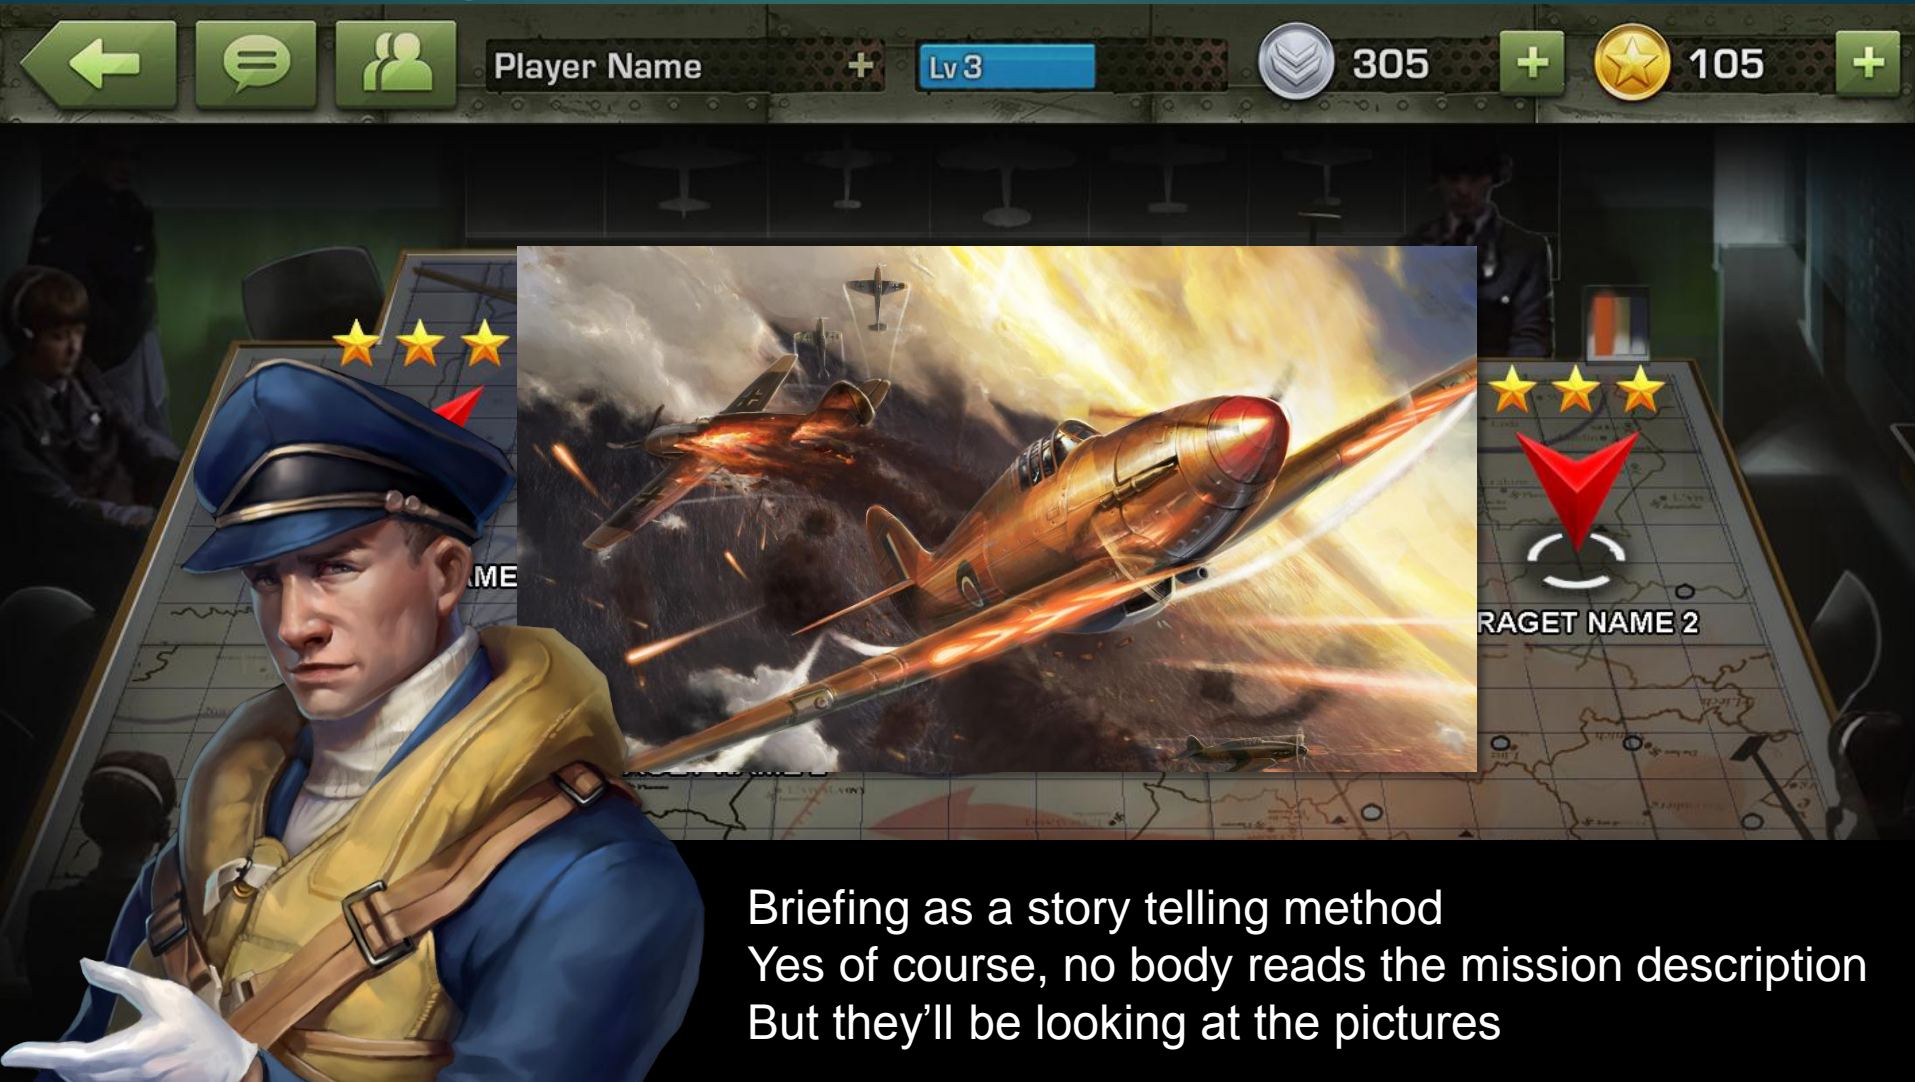 Player Name
Lv 3
305
105
AME
RAGET NAME 2
Briefing as a story telling method
Yes of course, no body reads the mission description
But they'll be looking at the pictures